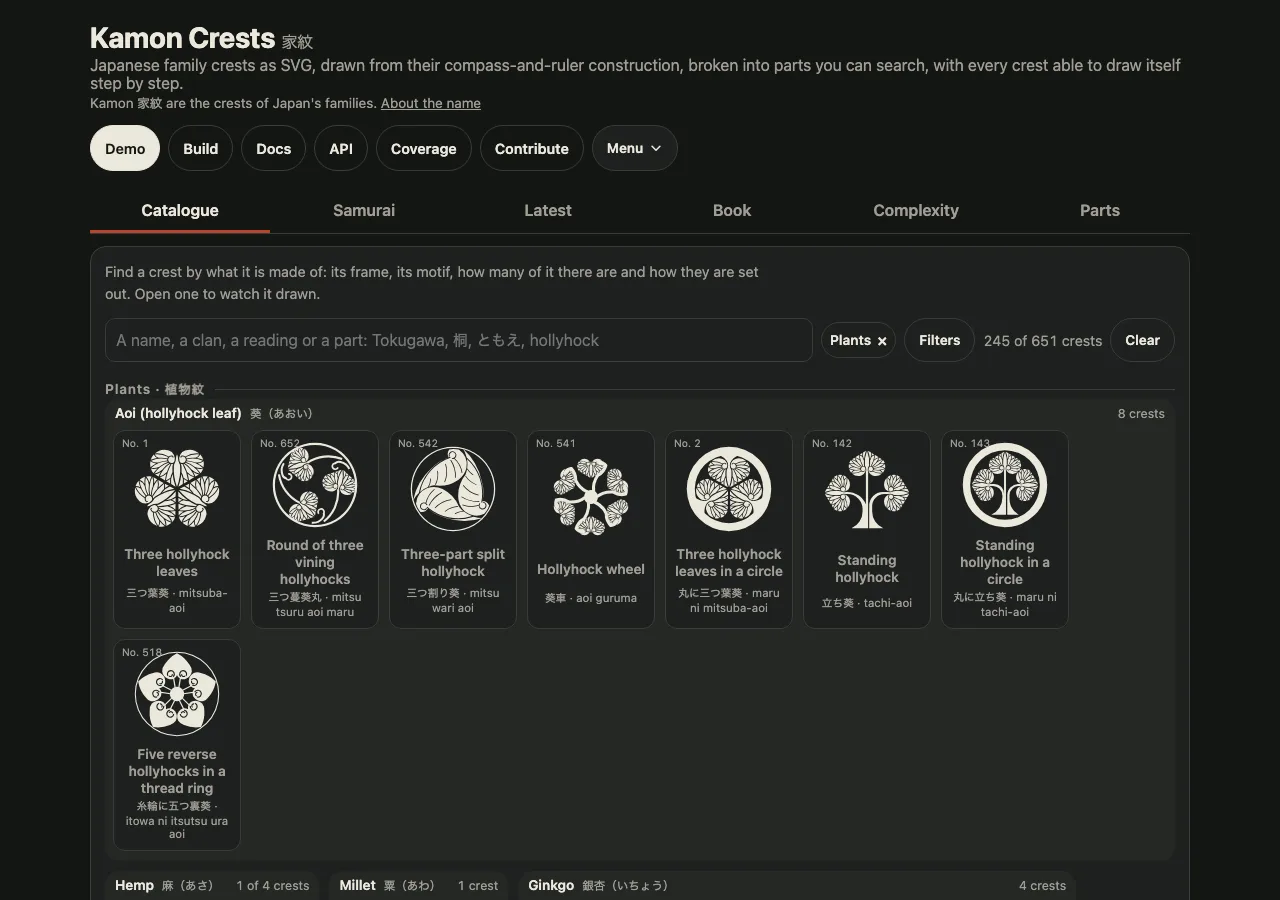 Kamon Crests 家紋
Japanese family crests as SVG, drawn from their compass-and-ruler construction, broken into parts you can search, with every crest able to draw itself
step by step.
Kamon 家紋 are the crests of Japan's families. About the name
Demo Build Docs API Coverage Contribute Menu
Catalogue Samurai Latest Book Complexity Parts
Find a crest by what it is made of: its frame, its motif, how many of it there are and how they are set
out. Open one to watch it drawn.
A name, a clan, a reading or a part: Tokugawa, 桐, ともえ, hollyhock
Plants × Filters 245 of 651 crests Clear
Plants · 植物紋
Aoi (hollyhock leaf) 葵（あおい） 8 crests
No. 1
Three hollyhock
leaves
三つ葉葵 · mitsuba-
aoi
No. 652
Round of three
vining
hollyhocks
三つ蔓葵丸 · mitsu
tsuru aoi maru
No. 542
Three-part split
hollyhock
三つ割り葵 · mitsu
wari aoi
No. 541
Hollyhock wheel
葵車 · aoi guruma
No. 2
Three hollyhock
leaves in a circle
丸に三つ葉葵 · maru
ni mitsuba-aoi
No. 142
Standing
hollyhock
立ち葵 · tachi-aoi
No. 143
Standing
hollyhock in a
circle
丸に立ち葵 · maru ni
tachi-aoi
No. 518
Five reverse
hollyhocks in a
thread ring
糸輪に五つ裏葵 ·
itowa ni itsutsu ura
aoi
Hemp 麻（あさ） 1 of 4 crests Millet 粟（あわ） 1 crest Ginkgo 銀杏（いちょう） 4 crests